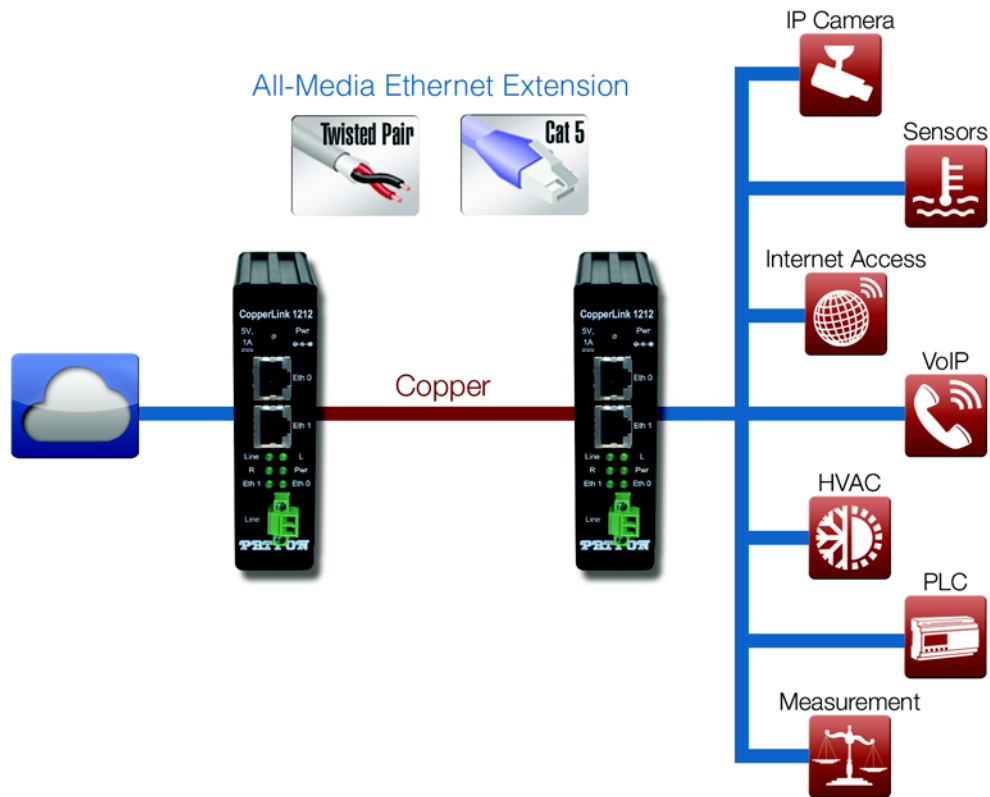 IP Camera
All-Media Ethernet Extension
Twisted Pair
Cat 5
Sensors
Internet Access
CopperLink 1212
5V, Pwr
1A
Eth 0
Eth 1
Line L
R Pwr
Eth 1 Eth 0
Line
PATTON
Copper
CopperLink 1212
5V, Pwr
1A
Eth 0
Eth 1
Line L
R Pwr
Eth 1 Eth 0
Line
PATTON
VoIP
HVAC
PLC
Measurement